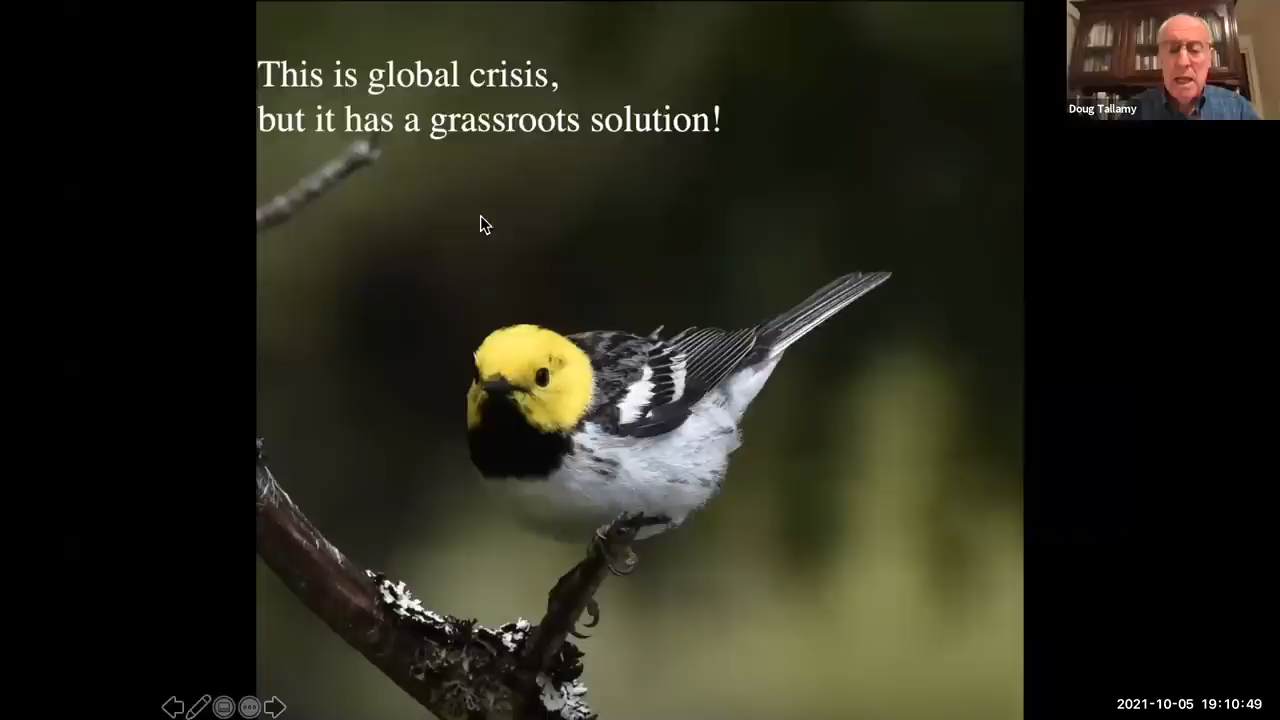 This is global crisis,
but it has a grassroots solution!
Doug Tallamy
2021-10-05 19:10:49